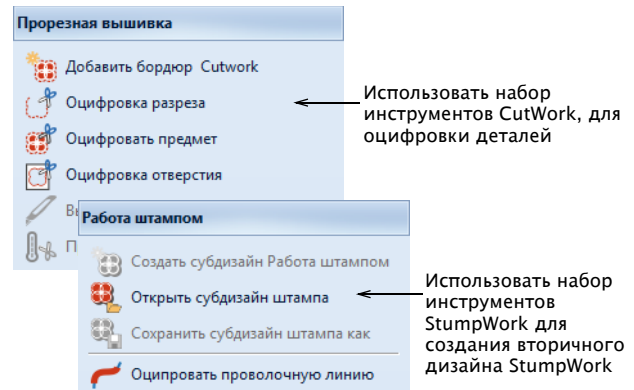 Прорезная вышивка
Добавить бордюр Cutwork
Оцифровка разреза
Оцифровать предмет
Оцифровка отверстия
Использовать набор
инструментов CutWork, для
оцифровки деталей
Работа штампом
Создать субдизайн Работа штампом
Открыть субдизайн штампа
Сохранить субдизайн штампа как
Оципровать проволочную линию
Использовать набор
инструментов
StumpWork для
создания вторичного
дизайна StumpWork